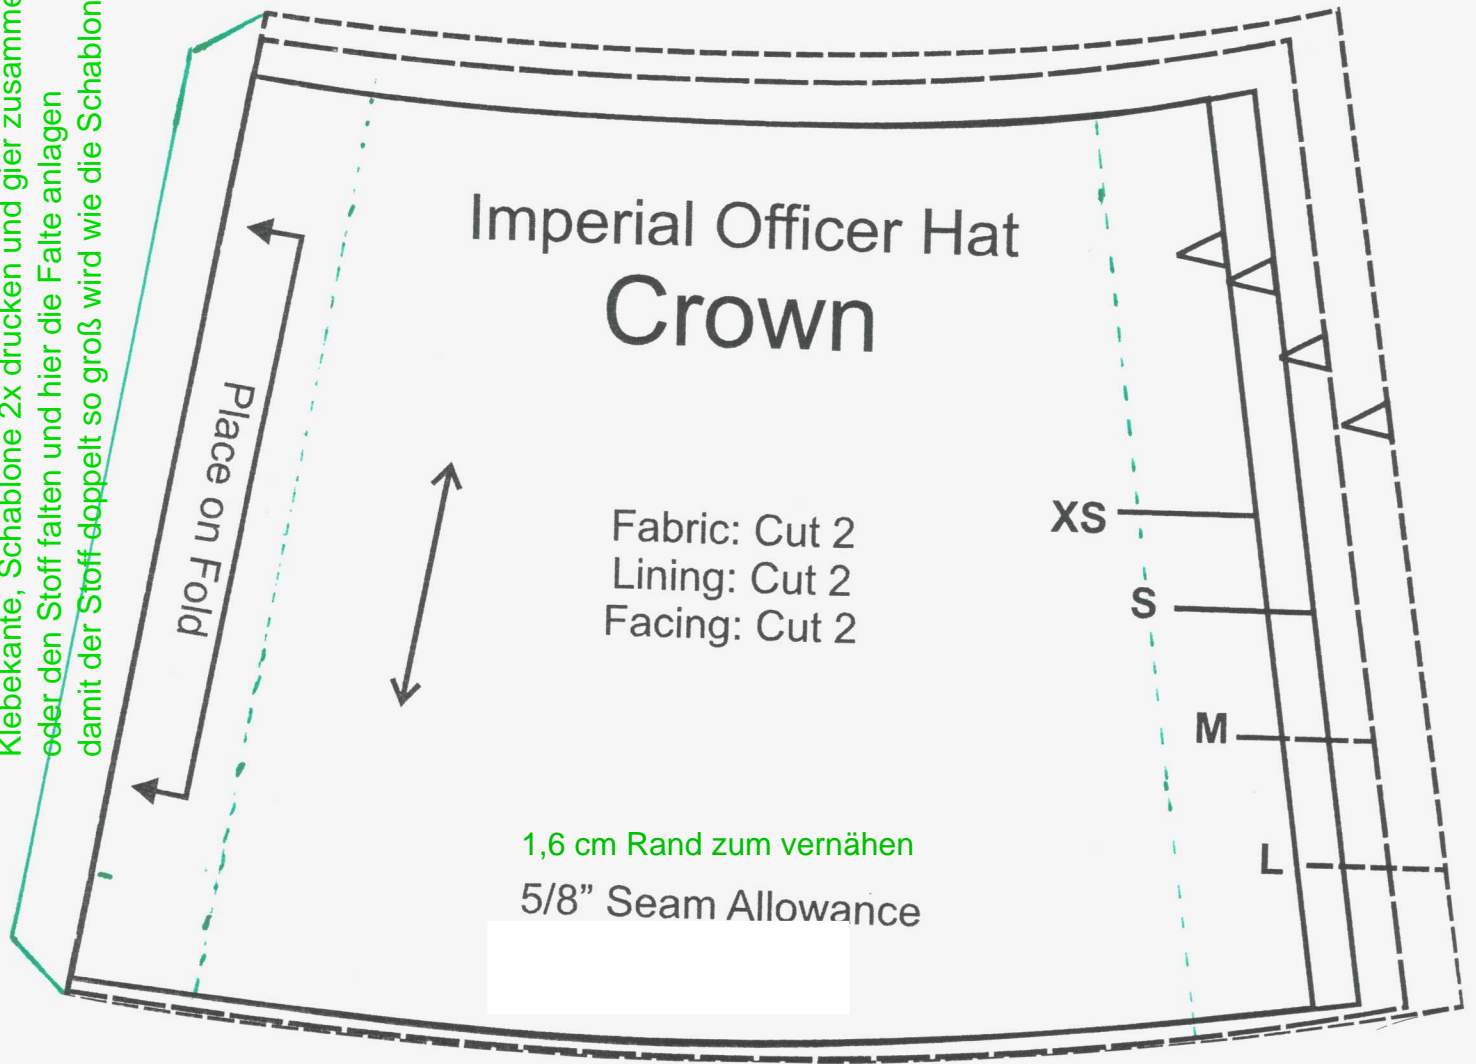 Klebekante, Schablone 2x drucken und gier
oder den Stoff falten und hier die Falte anlagen
damit der Stoff doppelt so groß wird wie die
Imperial Officer Hat
Crown
Place on Fold
Fabric: Cut 2
Lining: Cut 2
Facing: Cut 2
XS
S
M
L
1,6 cm Rand zum vernähen
5/8” Seam Allowance